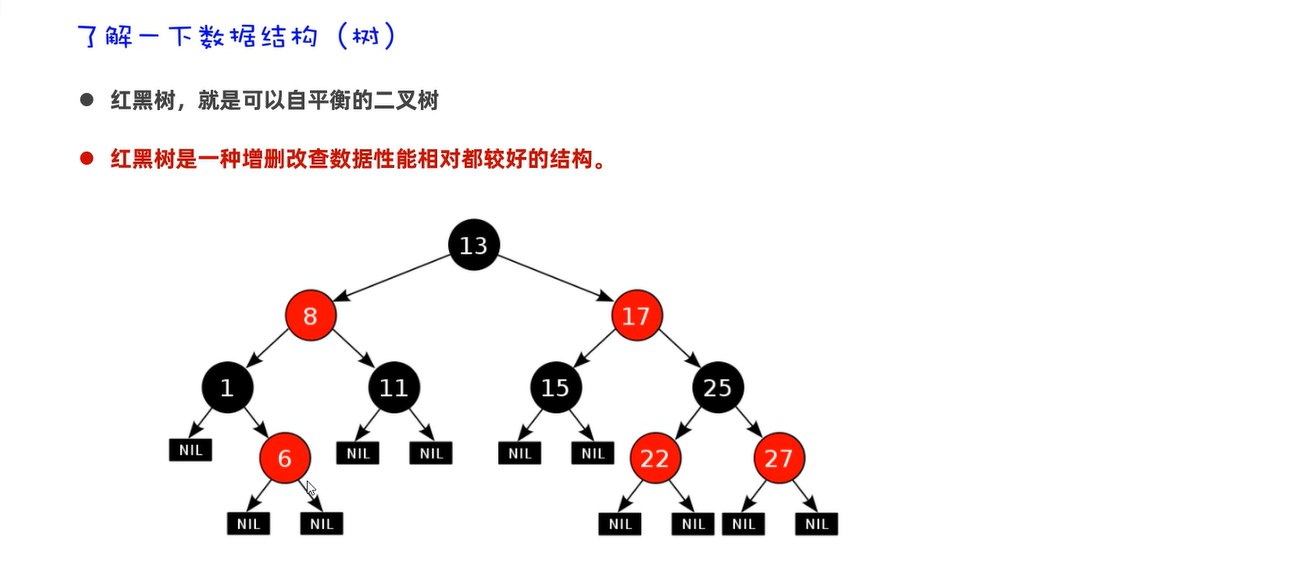 了解一下数据结构（树）
● 红黑树，就是可以自平衡的二叉树
● 红黑树是一种增删改查数据性能相对都较好的结构。
13
8 17
1 11 15 25
NIL 6 NIL NIL NIL NIL 22 27
NIL NIL NIL NIL NIL NIL